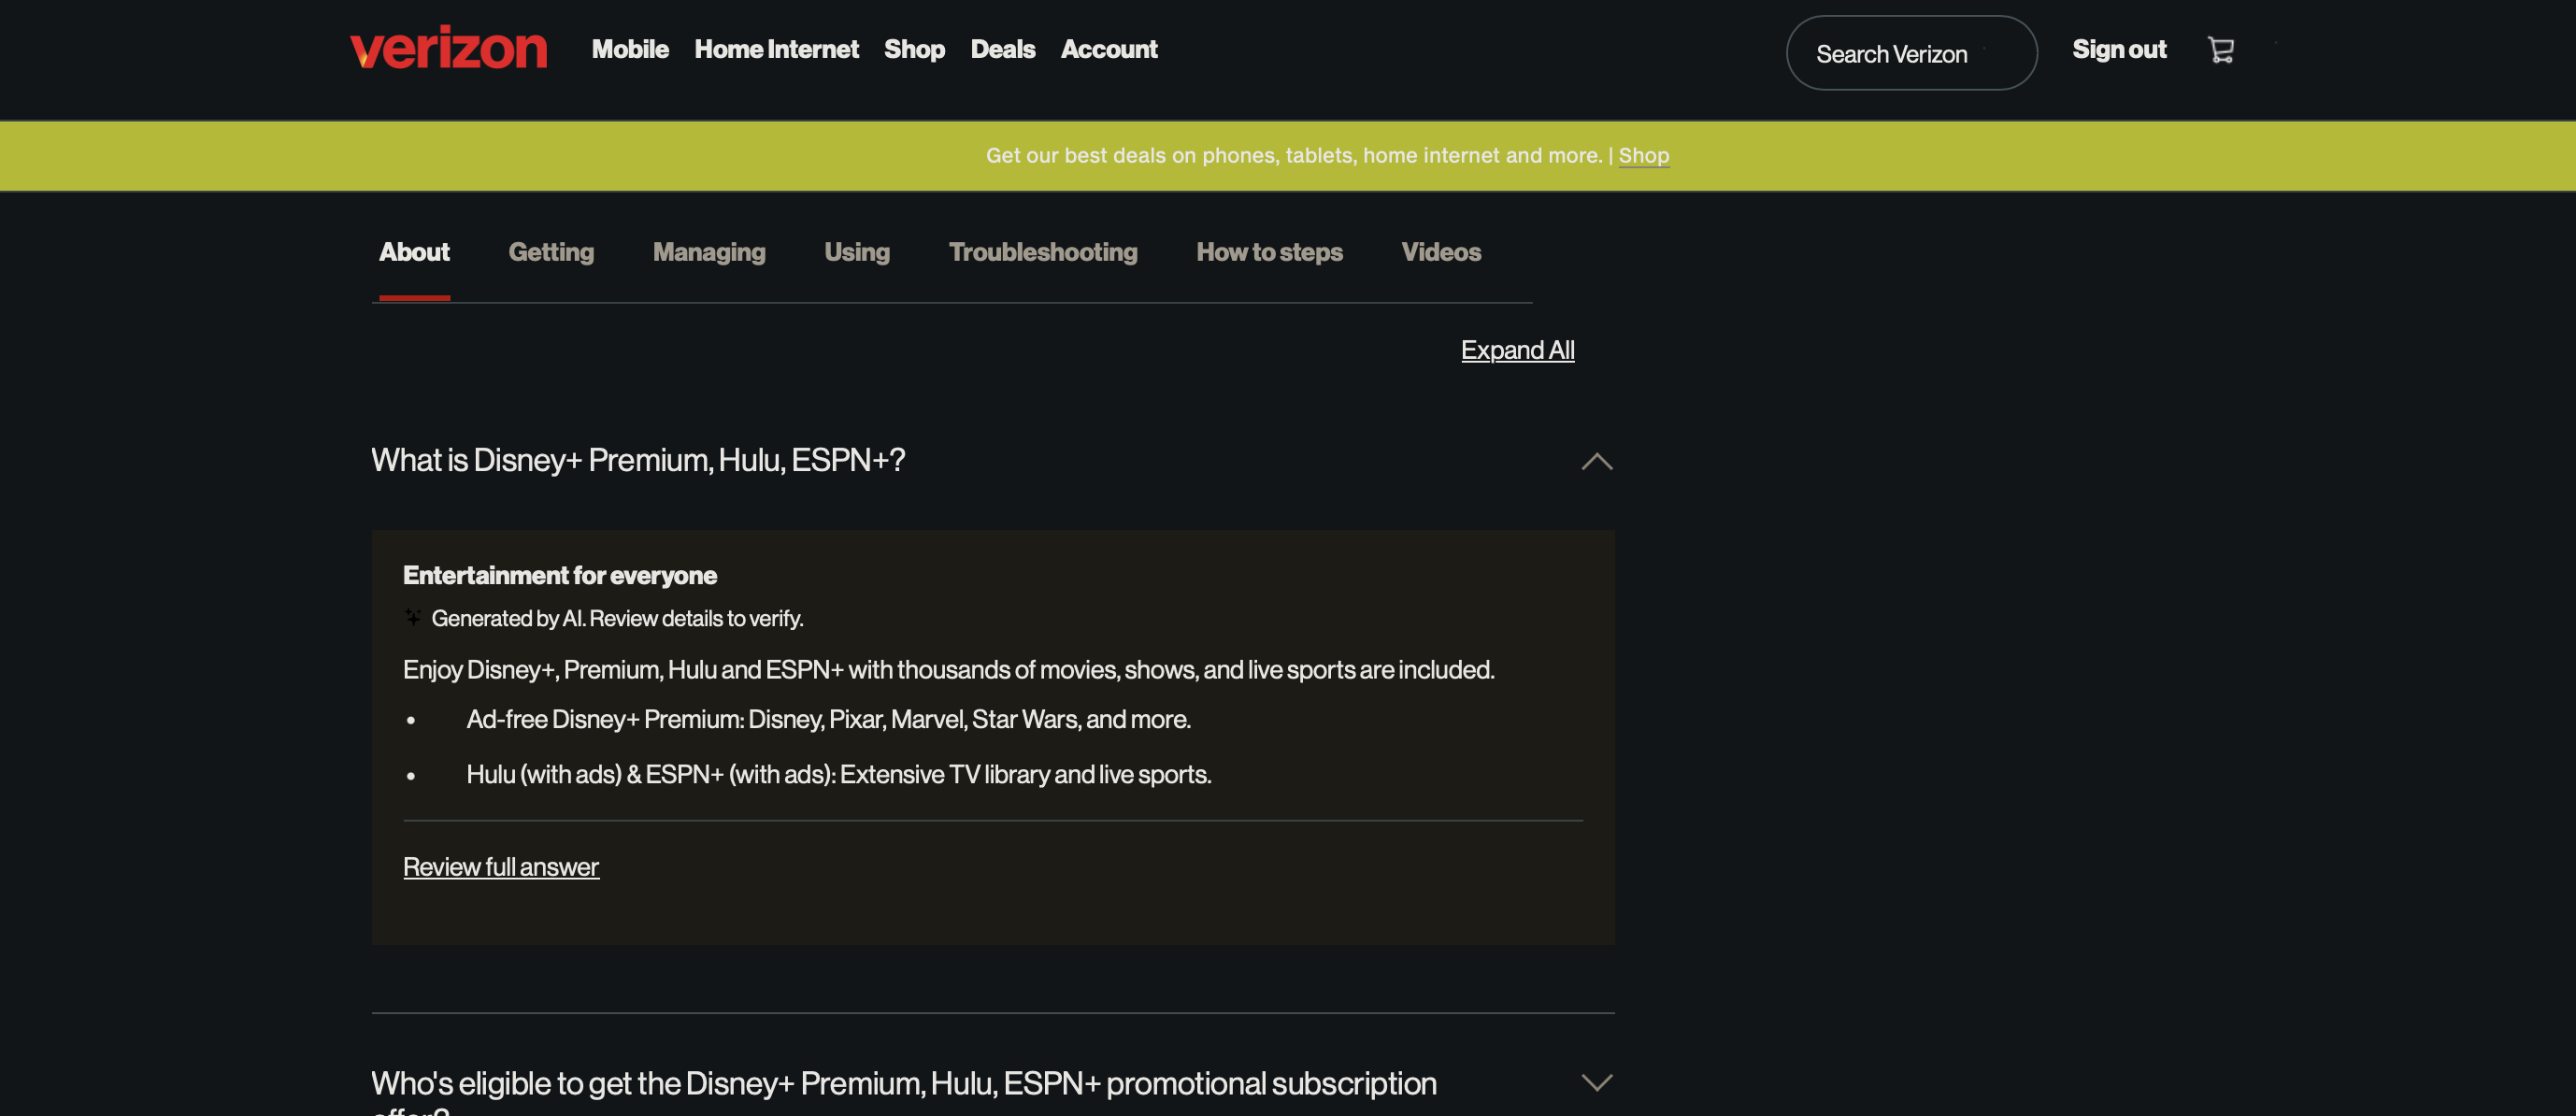 verizon Mobile Home Internet Shop Deals Account Search Verizon Sign out
Get our best deals on phones, tablets, home internet and more. | Shop
About Getting Managing Using Troubleshooting How to steps Videos
Expand All
What is Disney+ Premium, Hulu, ESPN+?
Entertainment for everyone
Generated by AI. Review details to verify.
Enjoy Disney+, Premium, Hulu and ESPN+ with thousands of movies, shows, and live sports are included.
• Ad-free Disney+ Premium: Disney, Pixar, Marvel, Star Wars, and more.
• Hulu (with ads) & ESPN+ (with ads): Extensive TV library and live sports.
Review full answer
Who's eligible to get the Disney+ Premium, Hulu, ESPN+ promotional subscription
offer?